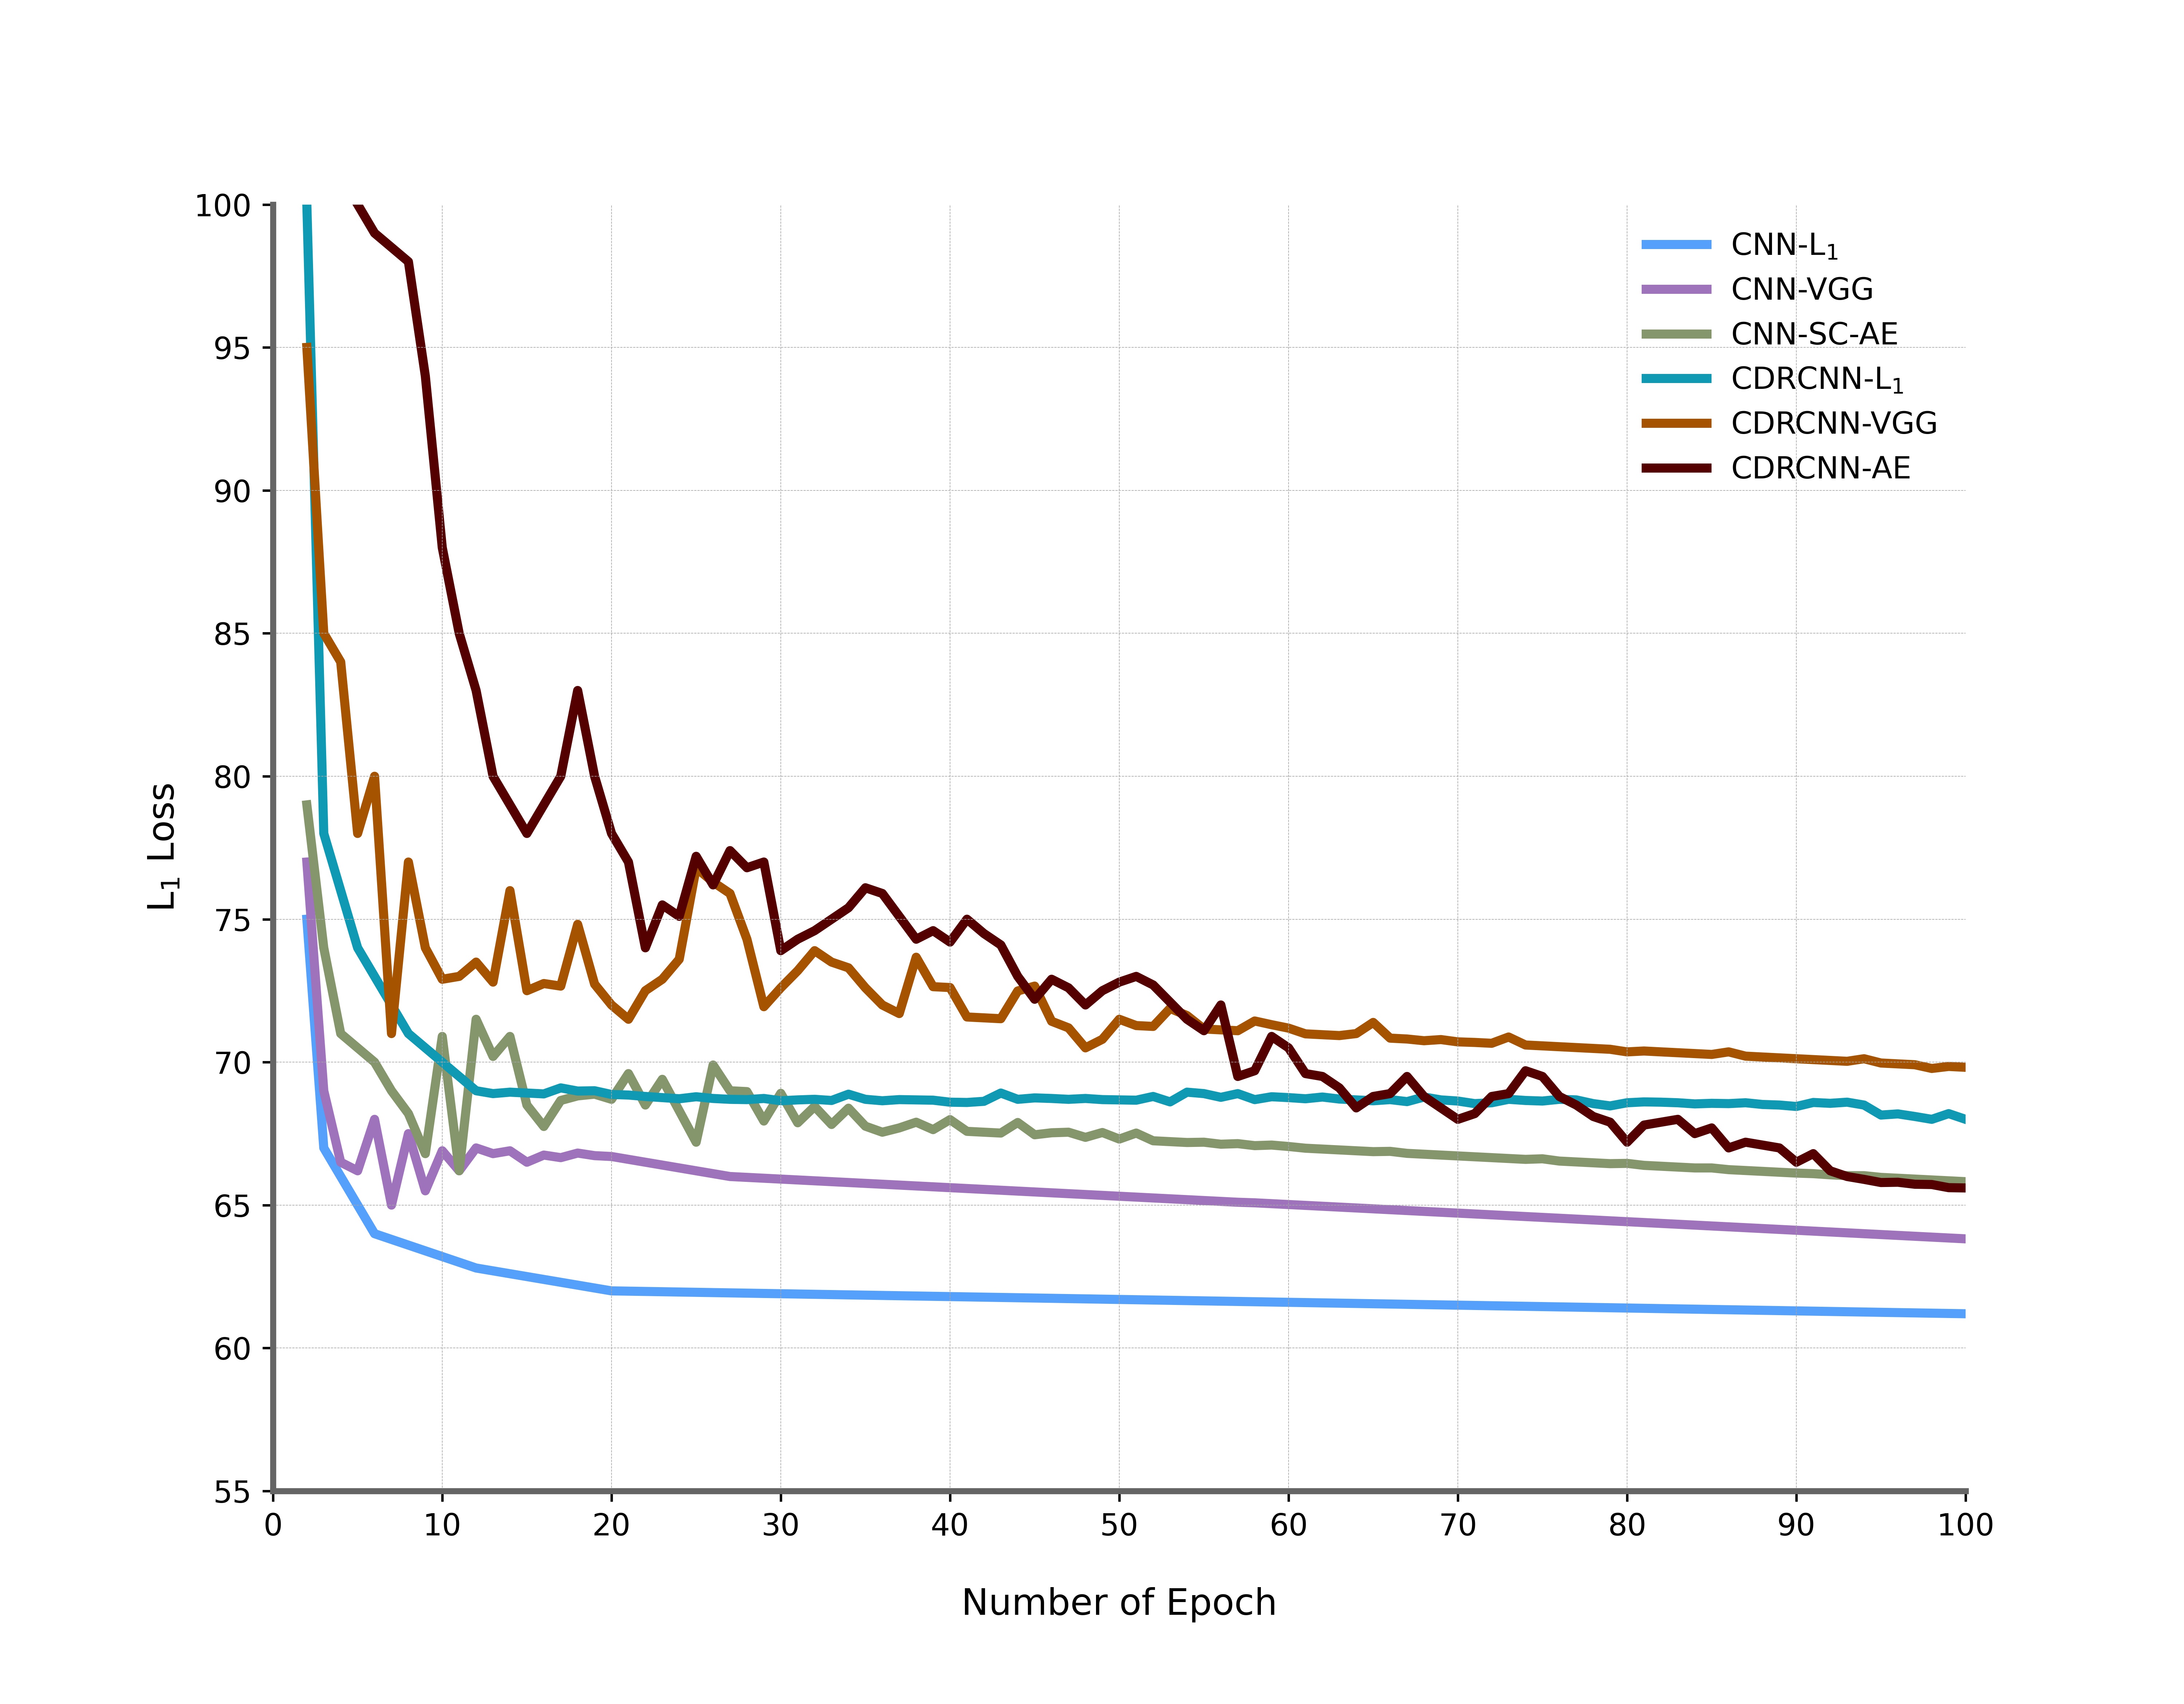 100
95
90
85
80
75
70
65
60
55
L₁ Loss
CNN-L₁
CNN-VGG
CNN-SC-AE
CDRCNN-L₁
CDRCNN-VGG
CDRCNN-AE
0 10 20 30 40 50 60 70 80 90 100
Number of Epoch